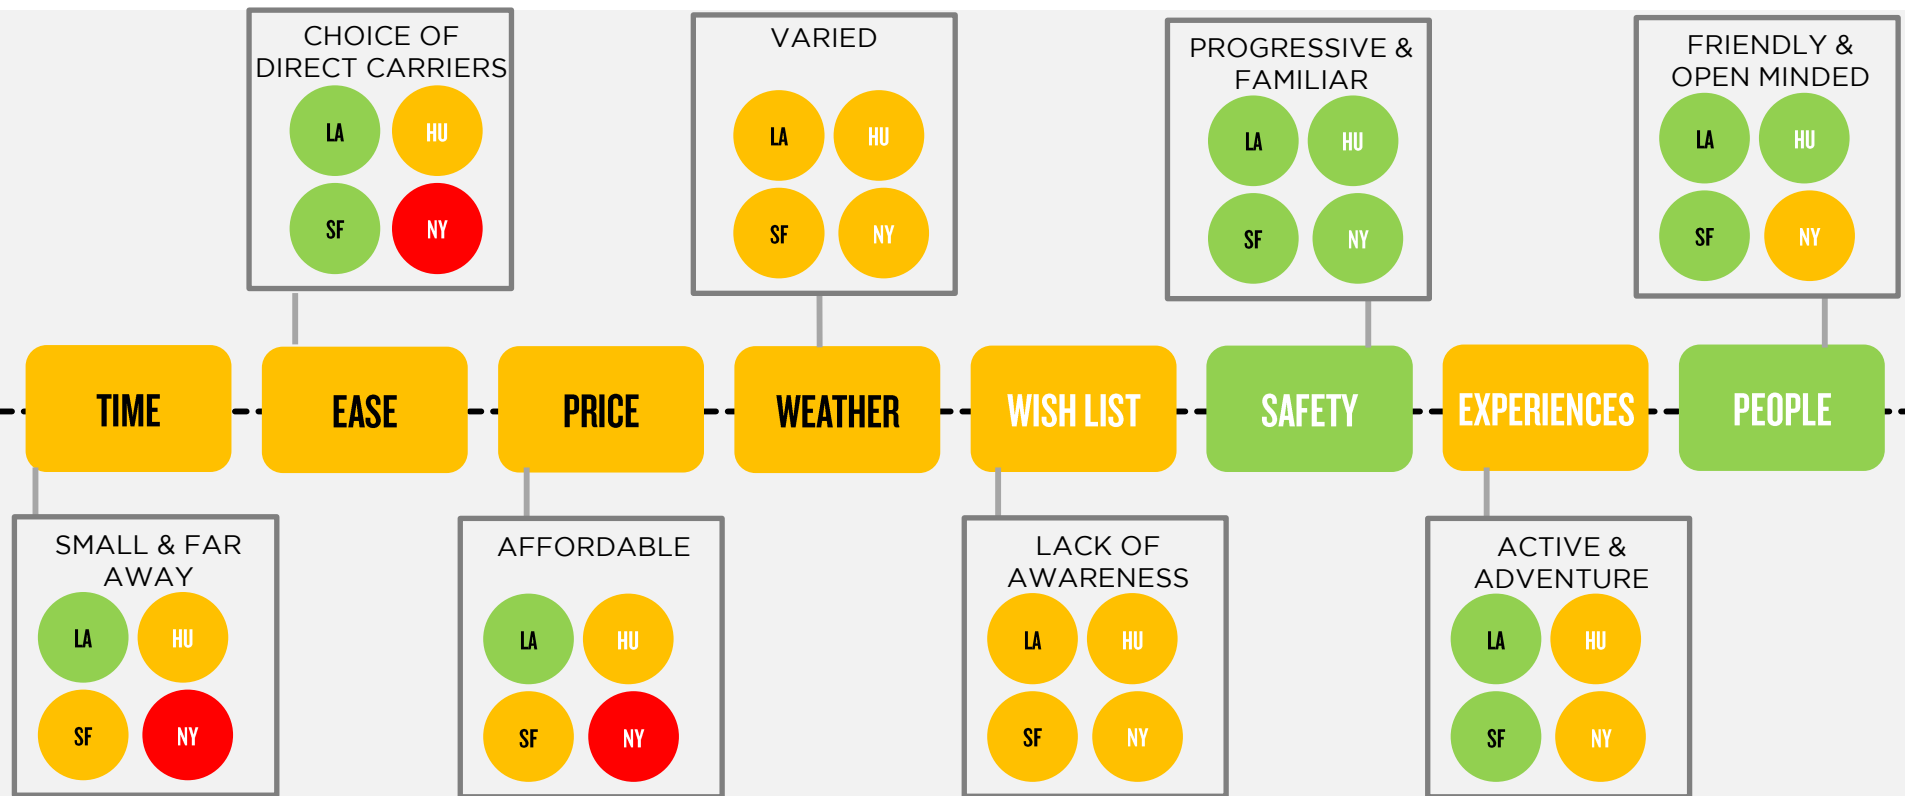 CHOICE OF
DIRECT CARRIERS
LA
HU
SF
NY
VARIED
LA
HU
SF
NY
PROGRESSIVE &
FAMILIAR
LA
HU
SF
NY
FRIENDLY &
OPEN MINDED
LA
HU
SF
NY
TIME
EASE
PRICE
WEATHER
WISH LIST
SAFETY
EXPERIENCES
PEOPLE
SMALL & FAR
AWAY
LA
HU
SF
NY
AFFORDABLE
LA
HU
SF
NY
LACK OF
AWARENESS
LA
HU
SF
NY
ACTIVE &
ADVENTURE
LA
HU
SF
NY